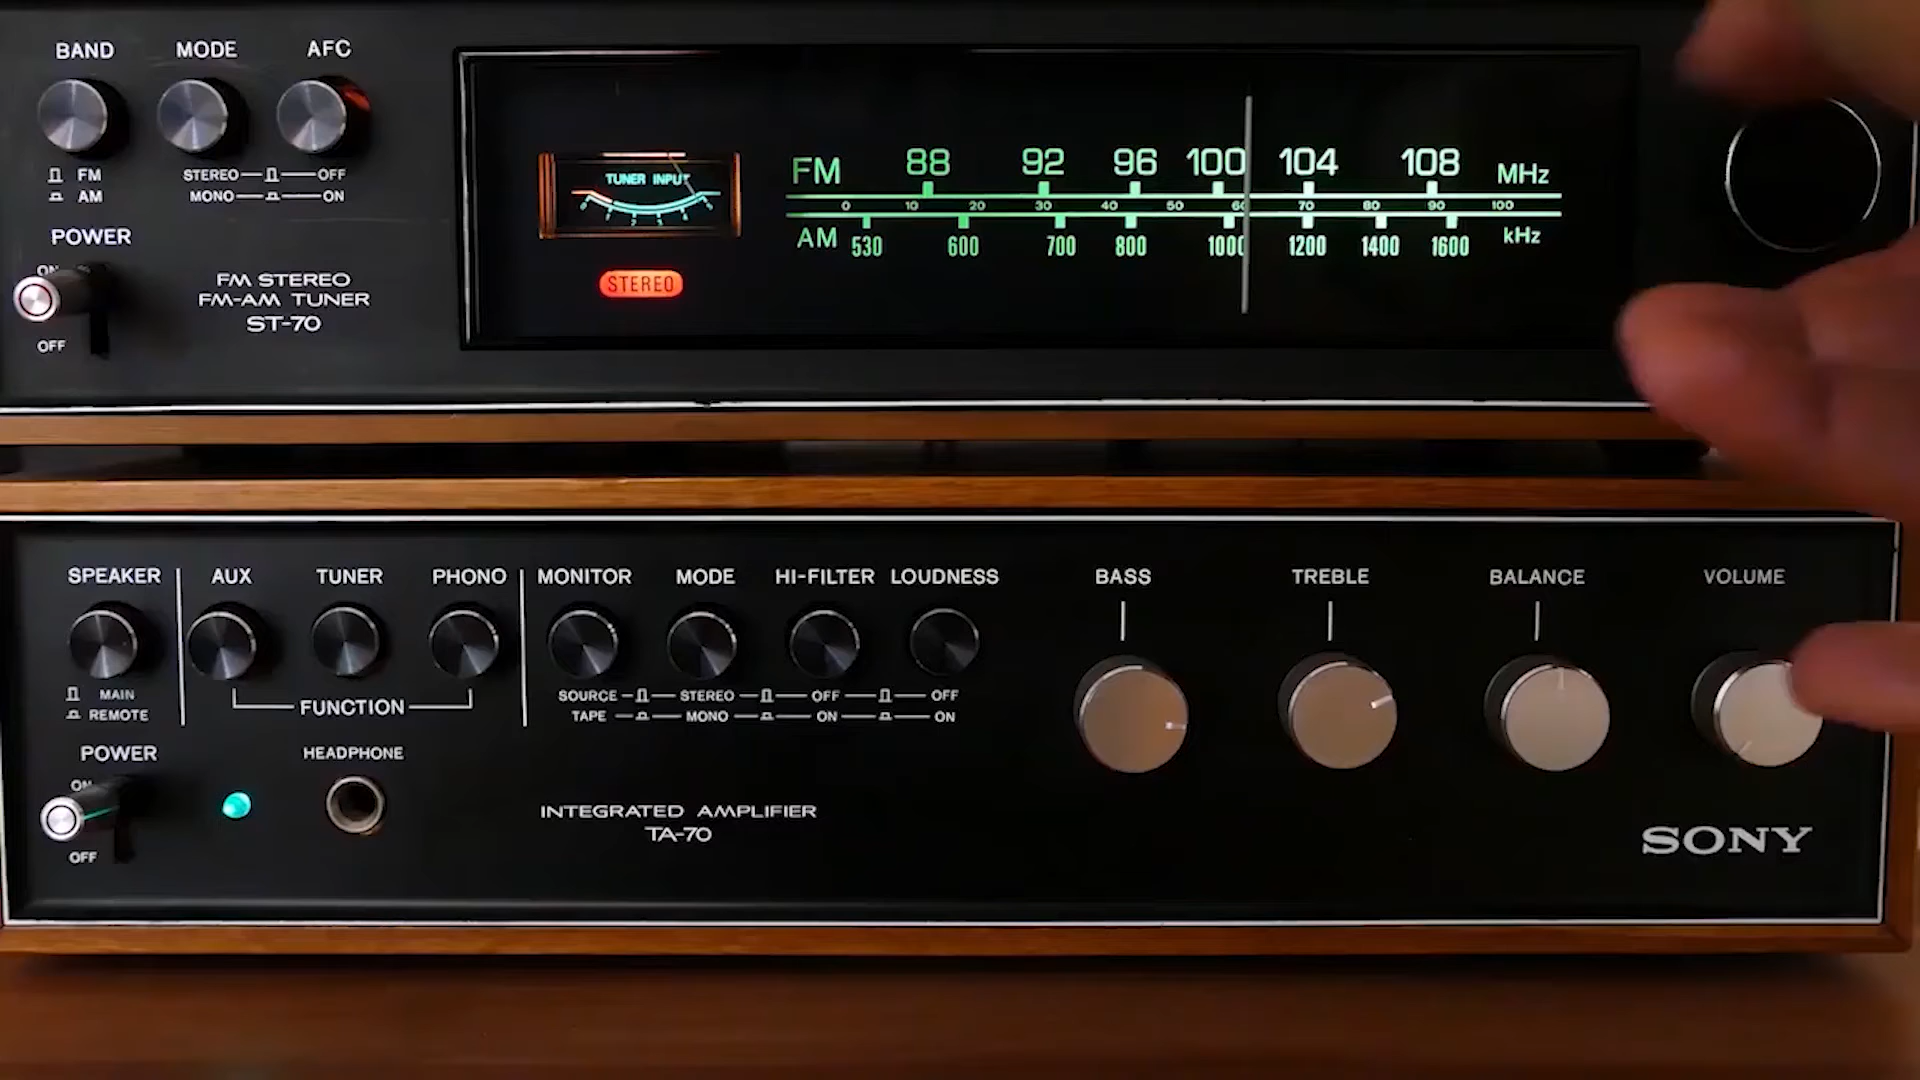 BAND MODE AFC
FM STEREO OFF
AM MONO ON
POWER
ON
OFF
FM STEREO
FM-AM TUNER
ST-70
TUNER INPUT
STEREO
FM 88 92 96 100 104 108 MHz
0 10 20 30 40 50 60 70 80 90 100
AM 530 600 700 800 1000 1200 1400 1600 kHz
SPEAKER AUX TUNER PHONO MONITOR MODE HI-FILTER LOUDNESS BASS TREBLE BALANCE VOLUME
MAIN SOURCE STEREO OFF OFF
REMOTE FUNCTION TAPE MONO ON ON
POWER HEADPHONE
ON
OFF
INTEGRATED AMPLIFIER
TA-70
SONY